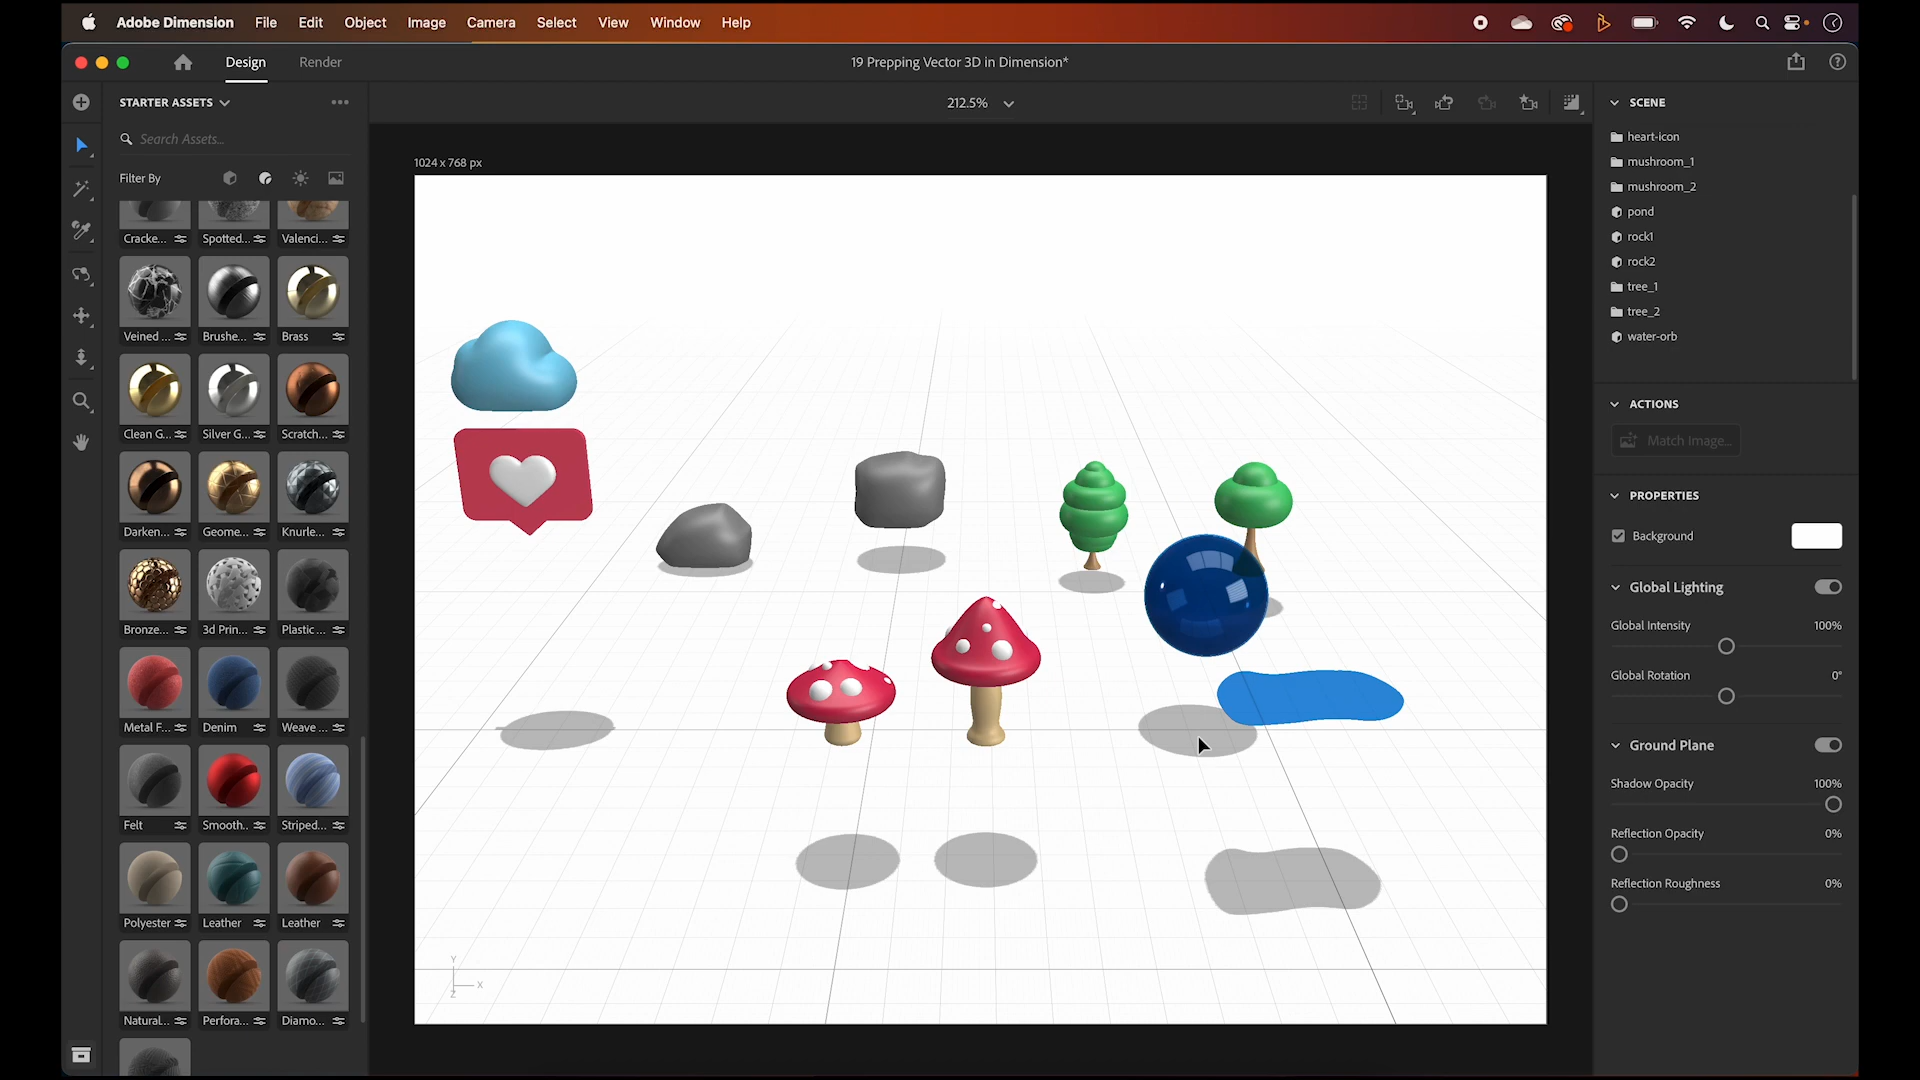 Adobe Dimension File Edit Object Image Camera Select View Window Help
Design Render 19 Prepping Vector 3D in Dimension*
STARTER ASSETS
Search Assets...
Filter By
Cracke... Spotted... Valenci...
Veined ... Brushe... Brass
Clean G... Silver G... Scratch...
Darken... Geome... Knurle...
Bronze... 3d Prin... Plastic ...
Metal F... Denim Weave ...
Felt Smooth.. Striped...
Polyester Leather Leather
Natural... Perfora... Diamo...
212.5%
1024 x 768 px
Y
X
Z
SCENE
heart-icon
mushroom_1
mushroom_2
pond
rock1
rock2
tree_1
tree_2
water-orb
ACTIONS
Match Image...
PROPERTIES
Background
Global Lighting
Global Intensity 100%
Global Rotation 0°
Ground Plane
Shadow Opacity 100%
Reflection Opacity 0%
Reflection Roughness 0%